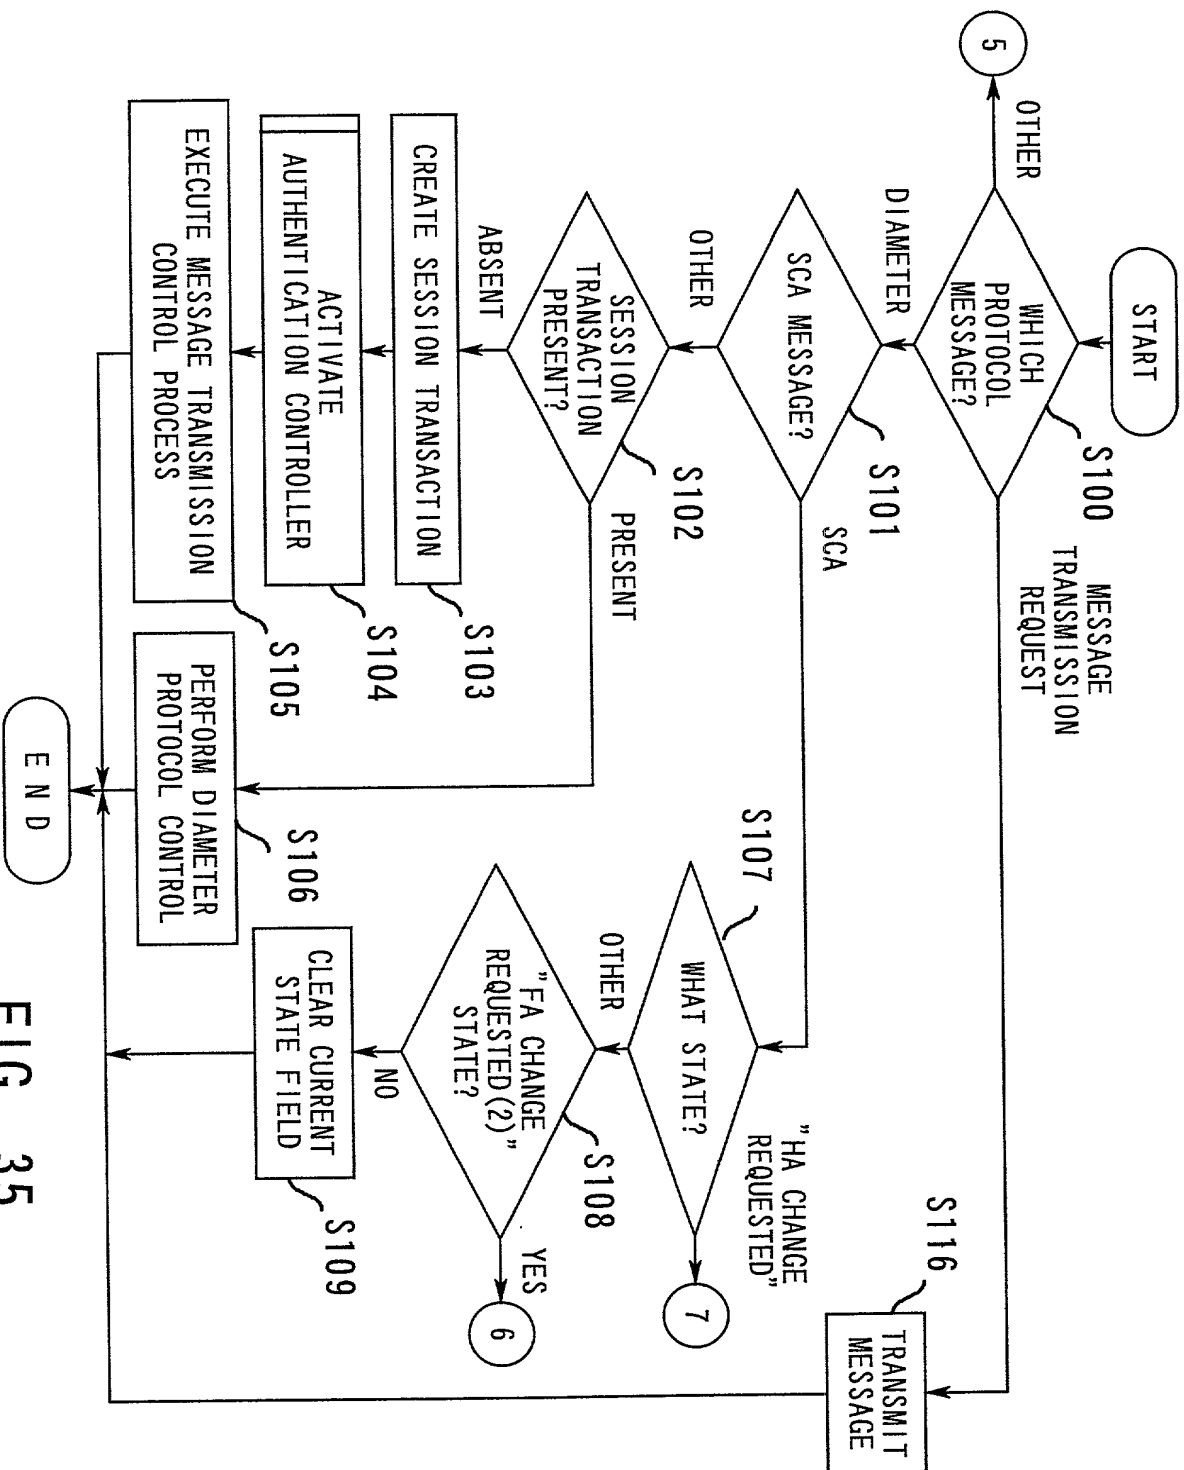 START
WHICH
PROTOCOL
MESSAGE?
S100
OTHER
5
DIAMETER
MESSAGE
TRANSMISSION
REQUEST
SCA MESSAGE?
S101
SCA
OTHER
SESSION
TRANSACTION
PRESENT?
S102
PRESENT
ABSENT
CREATE SESSION TRANSACTION
S103
ACTIVATE
AUTHENTICATION CONTROLLER
S104
EXECUTE MESSAGE TRANSMISSION
CONTROL PROCESS
S105
PERFORM DIAMETER
PROTOCOL CONTROL
S106
S107
WHAT STATE?
"HA CHANGE
REQUESTED"
7
OTHER
"FA CHANGE
REQUESTED(2)"
STATE?
S108
YES
6
NO
CLEAR CURRENT
STATE FIELD
S109
S116
TRANSMIT
MESSAGE
END
FIG. 35